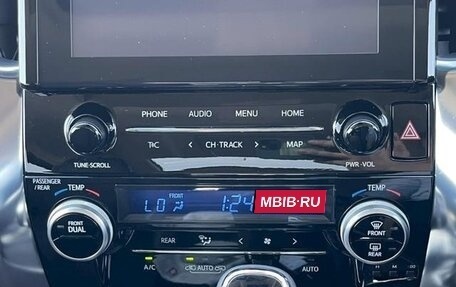 PHONE AUDIO MENU HOME
TIC < CH·TRACK > MAP
TUNE·SCROLL PWR·VOL
PASSENGER
/ REAR
TEMP TEMP
FRONT
LO 1:24 MBIB·RU
FRONT
DUAL
FRONT
REAR
REAR
A/C AUTO AUTO